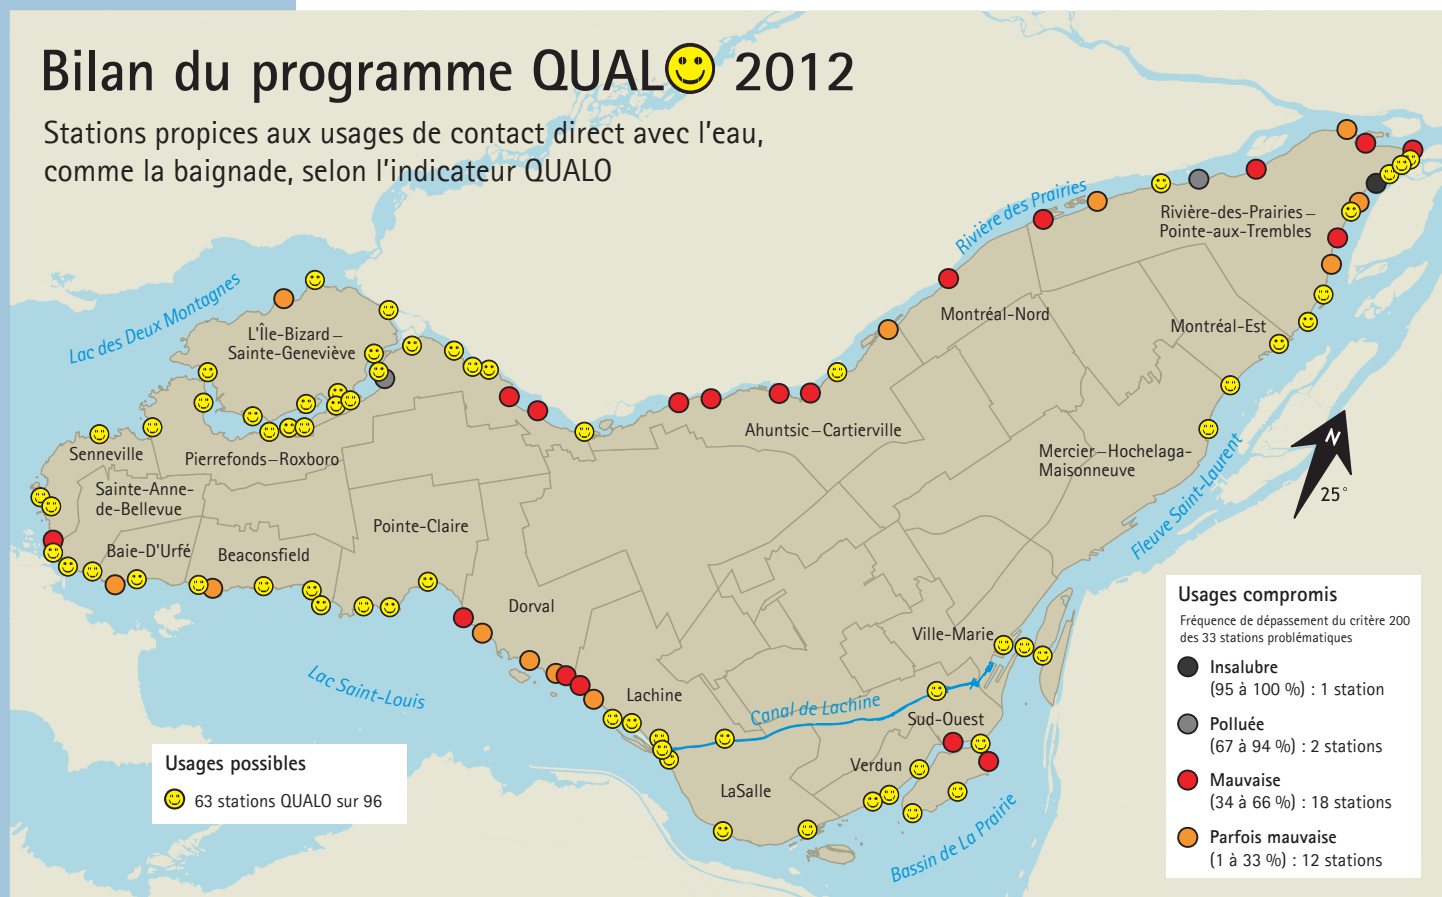 Bilan du programme QUALO 2012
Stations propices aux usages de contact direct avec l'eau,
comme la baignade, selon l'indicateur QUALO
Rivière des Prairies
Rivière-des-Prairies –
Pointe-aux-Trembles
Lac des Deux Montagnes
L'Île-Bizard –
Sainte-Geneviève
Montréal-Nord
Montréal-Est
Ahuntsic – Cartierville
Mercier – Hochelaga-
Maisonneuve
Senneville
Pierrefonds – Roxboro
Sainte-Anne-
de-Bellevue
Pointe-Claire
Baie-D'Urfé
Beaconsfield
Dorval
Fleuve Saint-Laurent
N
25°
Ville-Marie
Lac Saint-Louis
Lachine
Canal de Lachine
Sud-Ouest
Verdun
LaSalle
Bassin de La Prairie
Usages possibles
63 stations QUALO sur 96
Usages compromis
Fréquence de dépassement du critère 200
des 33 stations problématiques
Insalubre
(95 à 100 %) : 1 station
Polluée
(67 à 94 %) : 2 stations
Mauvaise
(34 à 66 %) : 18 stations
Parfois mauvaise
(1 à 33 %) : 12 stations